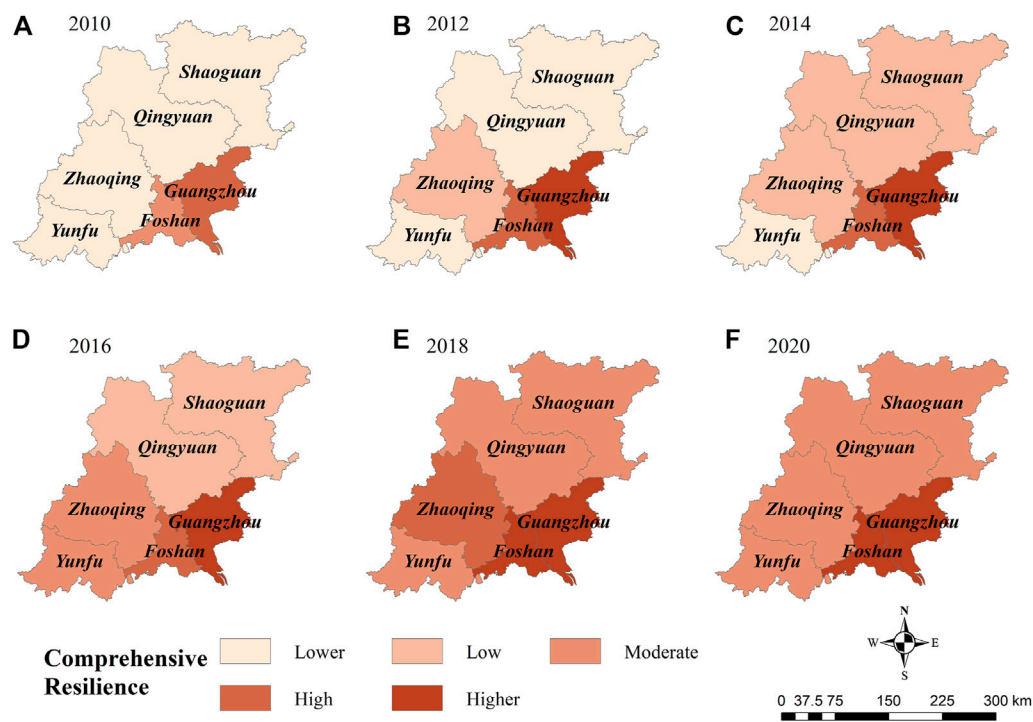 A 2010
Shaoguan
Qingyuan
Zhaoqing
Guangzhou
Foshan
Yunfu
B 2012
Shaoguan
Qingyuan
Zhaoqing
Guangzhou
Foshan
Yunfu
C 2014
Shaoguan
Qingyuan
Zhaoqing
Guangzhou
Foshan
Yunfu
D 2016
Shaoguan
Qingyuan
Zhaoqing
Guangzhou
Foshan
Yunfu
E 2018
Shaoguan
Qingyuan
Zhaoqing
Guangzhou
Foshan
Yunfu
F 2020
Shaoguan
Qingyuan
Zhaoqing
Guangzhou
Foshan
Yunfu
Comprehensive
Resilience
Lower Low Moderate
High Higher
N
W E
S
0 37.5 75 150 225 300 km